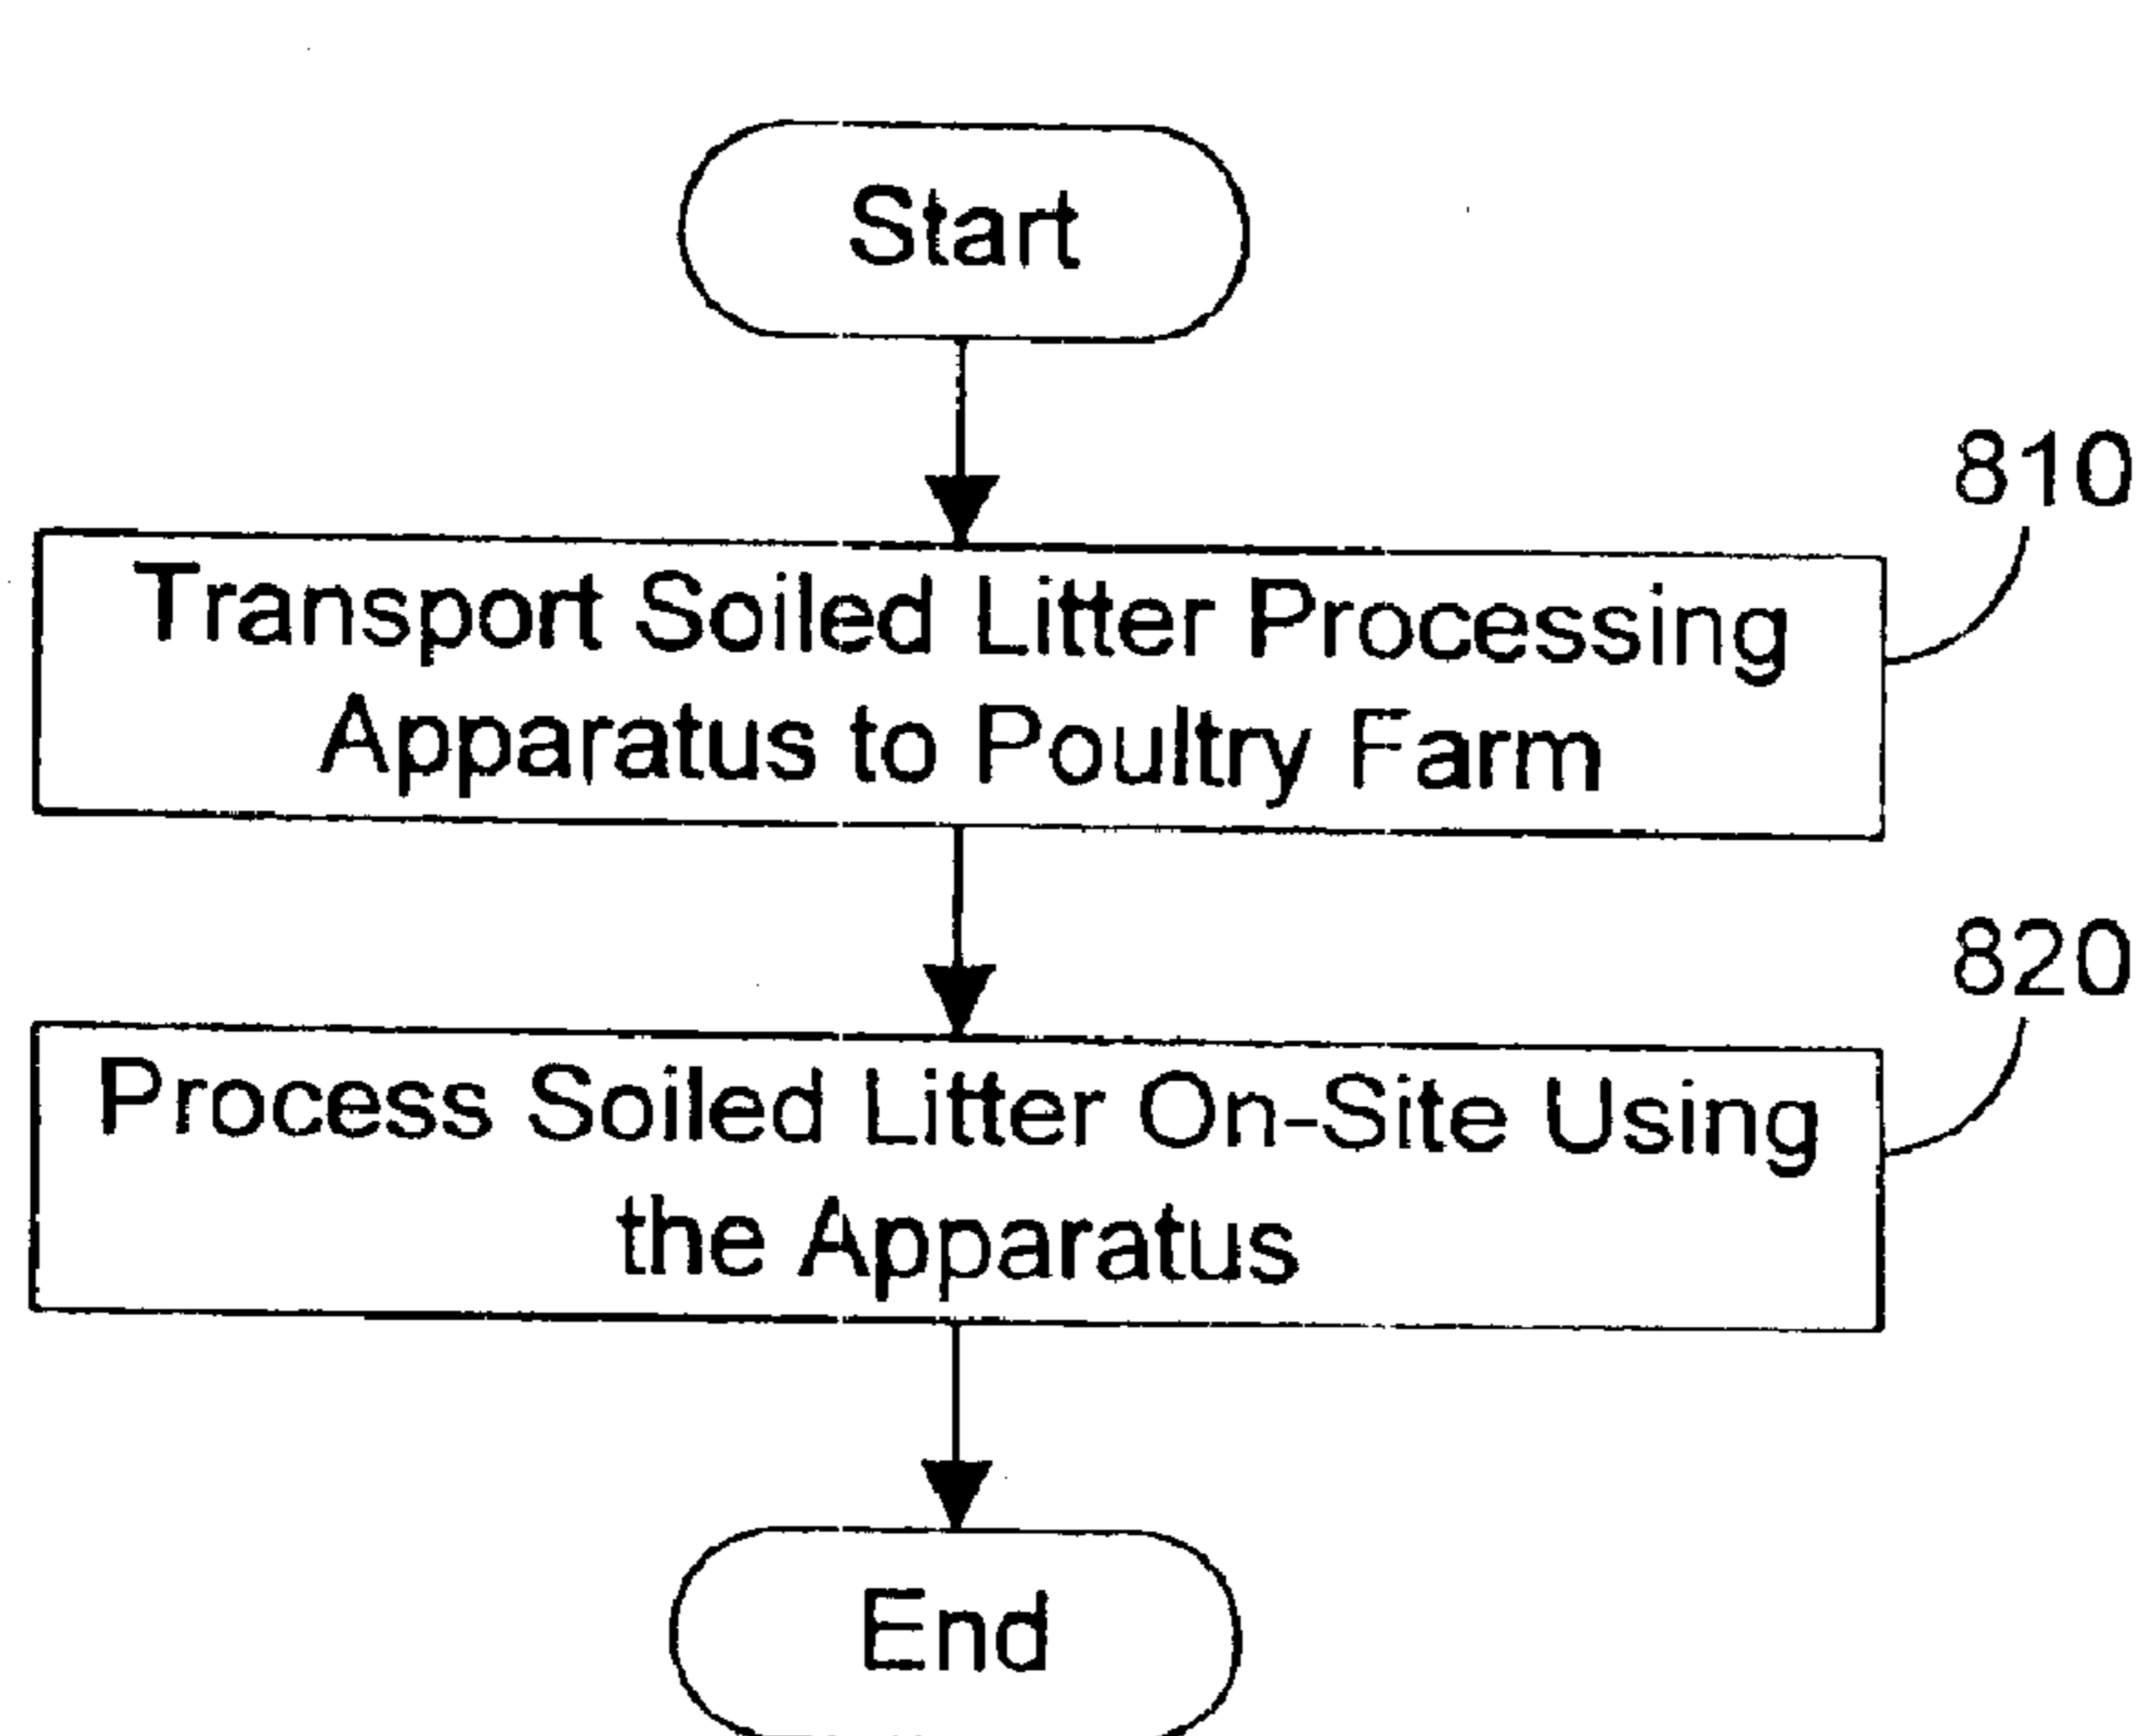 Start
810
Transport Soiled Litter Processing
Apparatus to Poultry Farm
820
Process Soiled Litter On-Site Using
the Apparatus
End